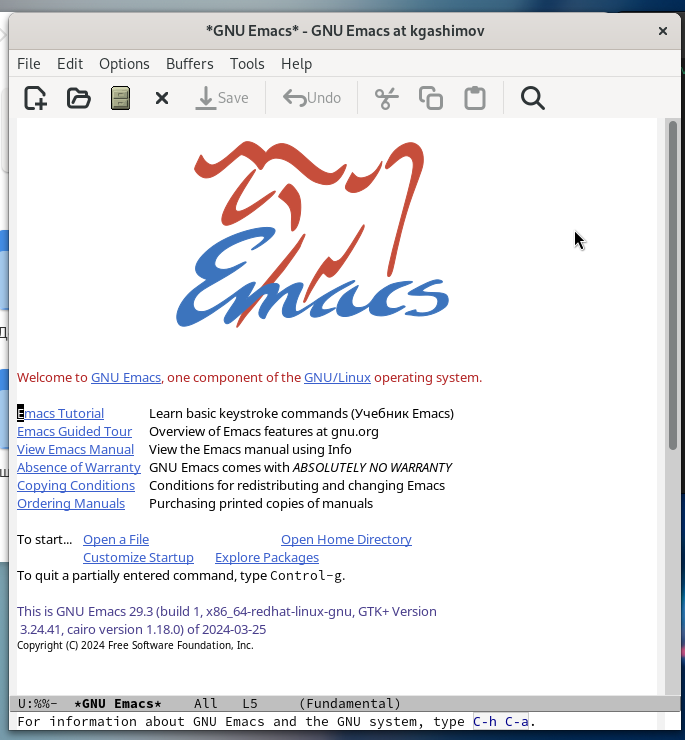 *GNU Emacs* - GNU Emacs at kgashimov
File Edit Options Buffers Tools Help
Save Undo
Emacs
Welcome to GNU Emacs, one component of the GNU/Linux operating system.
Emacs Tutorial Learn basic keystroke commands (Учебник Emacs)
Emacs Guided Tour Overview of Emacs features at gnu.org
View Emacs Manual View the Emacs manual using Info
Absence of Warranty GNU Emacs comes with ABSOLUTELY NO WARRANTY
Copying Conditions Conditions for redistributing and changing Emacs
Ordering Manuals Purchasing printed copies of manuals
To start... Open a File Open Home Directory
Customize Startup Explore Packages
To quit a partially entered command, type Control-g.
This is GNU Emacs 29.3 (build 1, x86_64-redhat-linux-gnu, GTK+ Version
3.24.41, cairo version 1.18.0) of 2024-03-25
Copyright (C) 2024 Free Software Foundation, Inc.
U:%%- *GNU Emacs* All L5 (Fundamental)
For information about GNU Emacs and the GNU system, type C-h C-a.